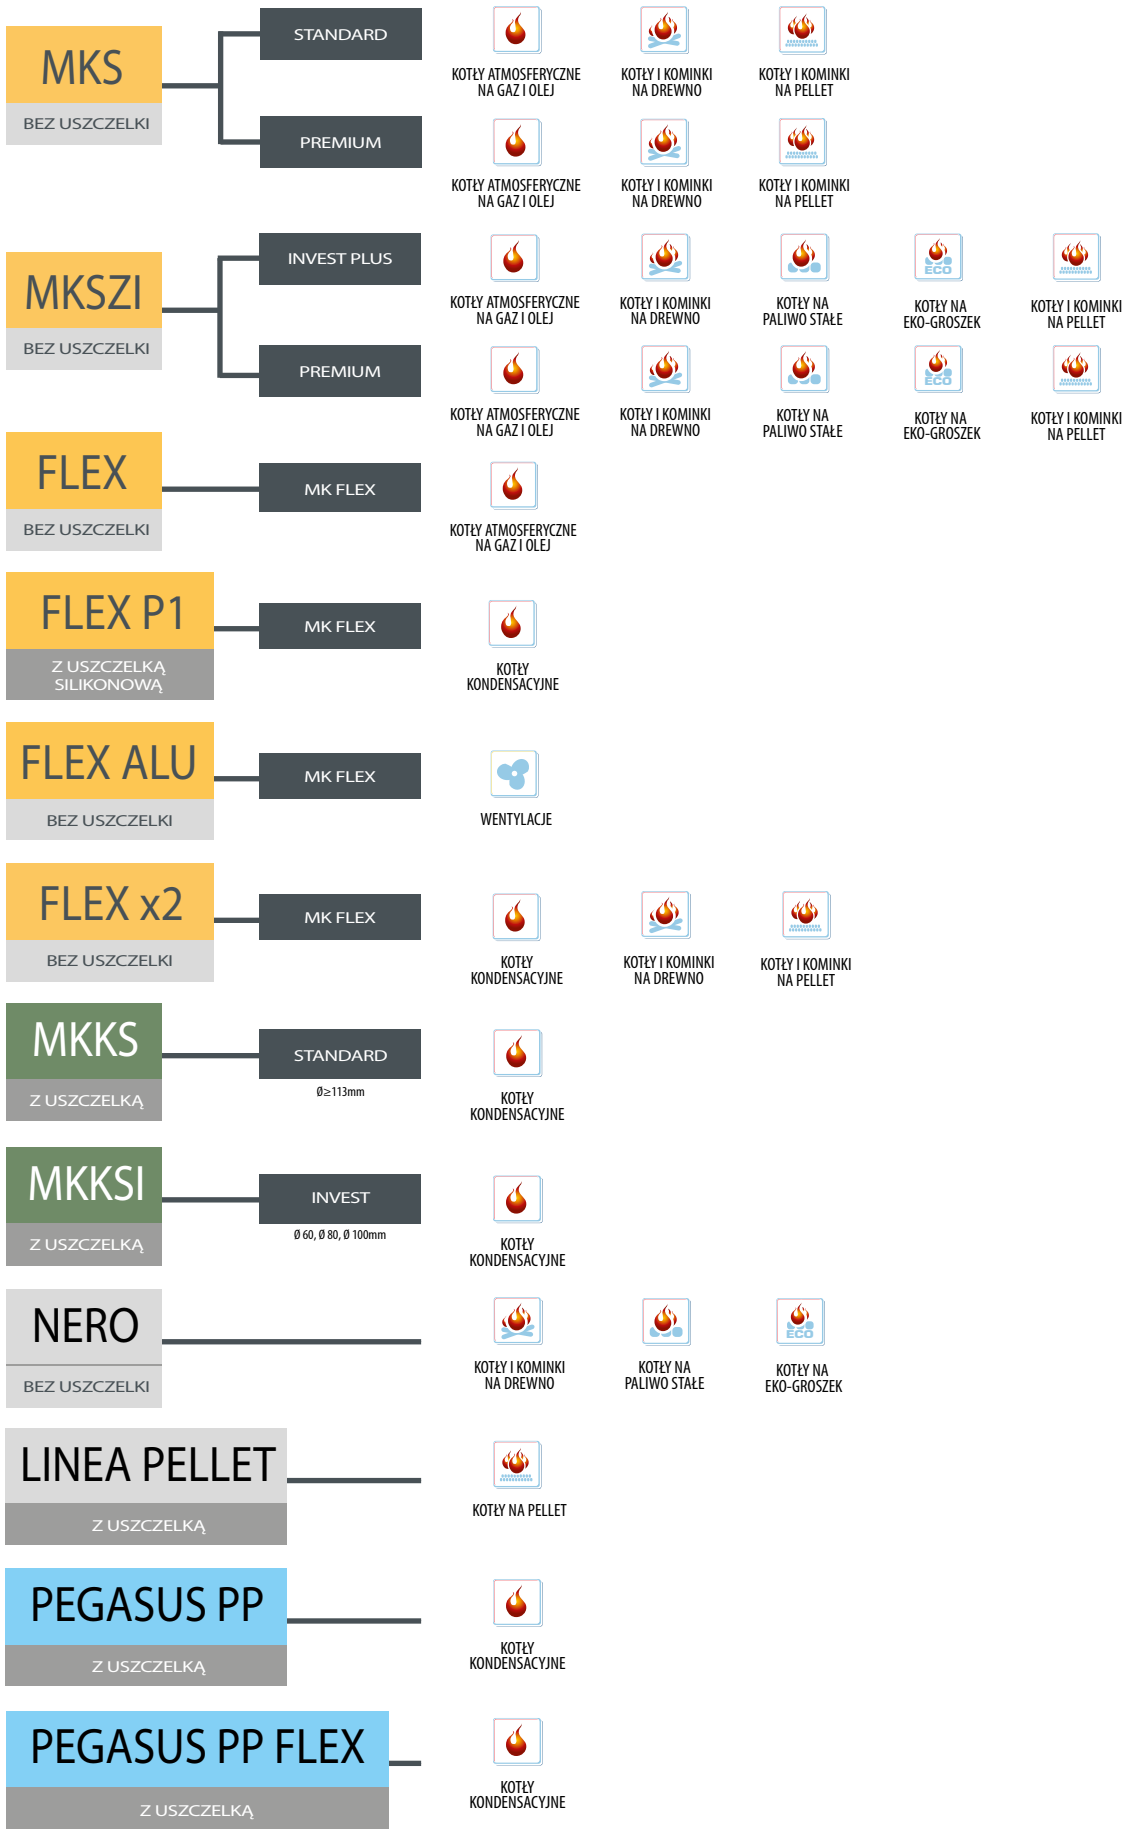 MKS
BEZ USZCZELKI
STANDARD
KOTŁY ATMOSFERYCZNE
NA GAZ I OLEJ
KOTŁY I KOMINKI
NA DREWNO
KOTŁY I KOMINKI
NA PELLET
PREMIUM
KOTŁY ATMOSFERYCZNE
NA GAZ I OLEJ
KOTŁY I KOMINKI
NA DREWNO
KOTŁY I KOMINKI
NA PELLET
MKSZI
BEZ USZCZELKI
INVEST PLUS
KOTŁY ATMOSFERYCZNE
NA GAZ I OLEJ
KOTŁY I KOMINKI
NA DREWNO
KOTŁY NA
PALIWO STAŁE
ECO
KOTŁY NA
EKO-GROSZEK
KOTŁY I KOMINKI
NA PELLET
PREMIUM
KOTŁY ATMOSFERYCZNE
NA GAZ I OLEJ
KOTŁY I KOMINKI
NA DREWNO
KOTŁY NA
PALIWO STAŁE
ECO
KOTŁY NA
EKO-GROSZEK
KOTŁY I KOMINKI
NA PELLET
FLEX
BEZ USZCZELKI
MK FLEX
KOTŁY ATMOSFERYCZNE
NA GAZ I OLEJ
FLEX P1
Z USZCZELKĄ
SILIKONOWĄ
MK FLEX
KOTŁY
KONDENSACYJNE
FLEX ALU
BEZ USZCZELKI
MK FLEX
WENTYLACJE
FLEX x2
BEZ USZCZELKI
MK FLEX
KOTŁY
KONDENSACYJNE
KOTŁY I KOMINKI
NA DREWNO
KOTŁY I KOMINKI
NA PELLET
MKKS
Z USZCZELKĄ
STANDARD
Ø≥113mm
KOTŁY
KONDENSACYJNE
MKKSI
Z USZCZELKĄ
INVEST
Ø 60, Ø 80, Ø 100mm
KOTŁY
KONDENSACYJNE
NERO
BEZ USZCZELKI
KOTŁY I KOMINKI
NA DREWNO
KOTŁY NA
PALIWO STAŁE
ECO
KOTŁY NA
EKO-GROSZEK
LINEA PELLET
Z USZCZELKĄ
KOTŁY NA PELLET
PEGASUS PP
Z USZCZELKĄ
KOTŁY
KONDENSACYJNE
PEGASUS PP FLEX
Z USZCZELKĄ
KOTŁY
KONDENSACYJNE